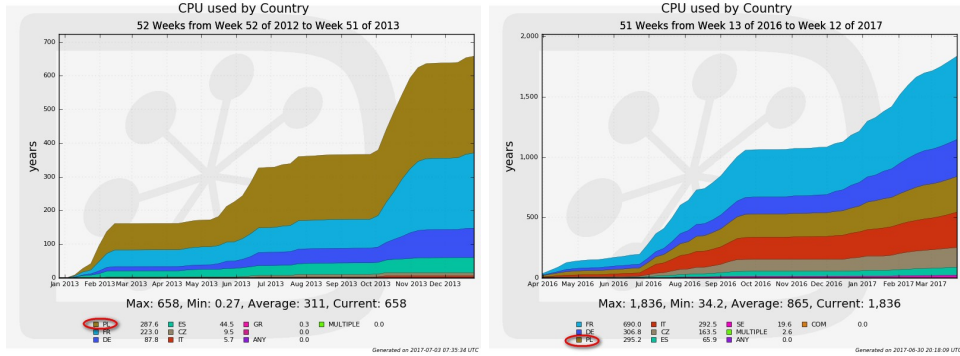 CPU used by Country
52 Weeks from Week 52 of 2012 to Week 51 of 2013
700
600
500
400
300
200
100
0
years
Jan 2013 Feb 2013 Mar 2013 Apr 2013 May 2013 Jun 2013 Jul 2013 Aug 2013 Sep 2013 Oct 2013 Nov 2013 Dec 2013
Max: 658, Min: 0.27, Average: 311, Current: 658
PL 287.6 ES 44.5 GR 0.3 MULTIPLE 0.0
FR 223.0 CZ 9.5 0.0
DE 87.8 IT 5.7 ANY 0.0
Generated on 2017-07-03 07:35:34 UTC
CPU used by Country
51 Weeks from Week 13 of 2016 to Week 12 of 2017
2,000
1,500
1,000
500
0
years
Apr 2016 May 2016 Jun 2016 Jul 2016 Aug 2016 Sep 2016 Oct 2016 Nov 2016 Dec 2016 Jan 2017 Feb 2017 Mar 2017
Max: 1,836, Min: 34.2, Average: 865, Current: 1,836
FR 690.0 IT 292.5 SE 19.6 COM 0.0
DE 306.8 CZ 163.5 MULTIPLE 2.6
PL 295.2 ES 65.9 ANY 0.0
Generated on 2017-06-30 20:18:09 UTC